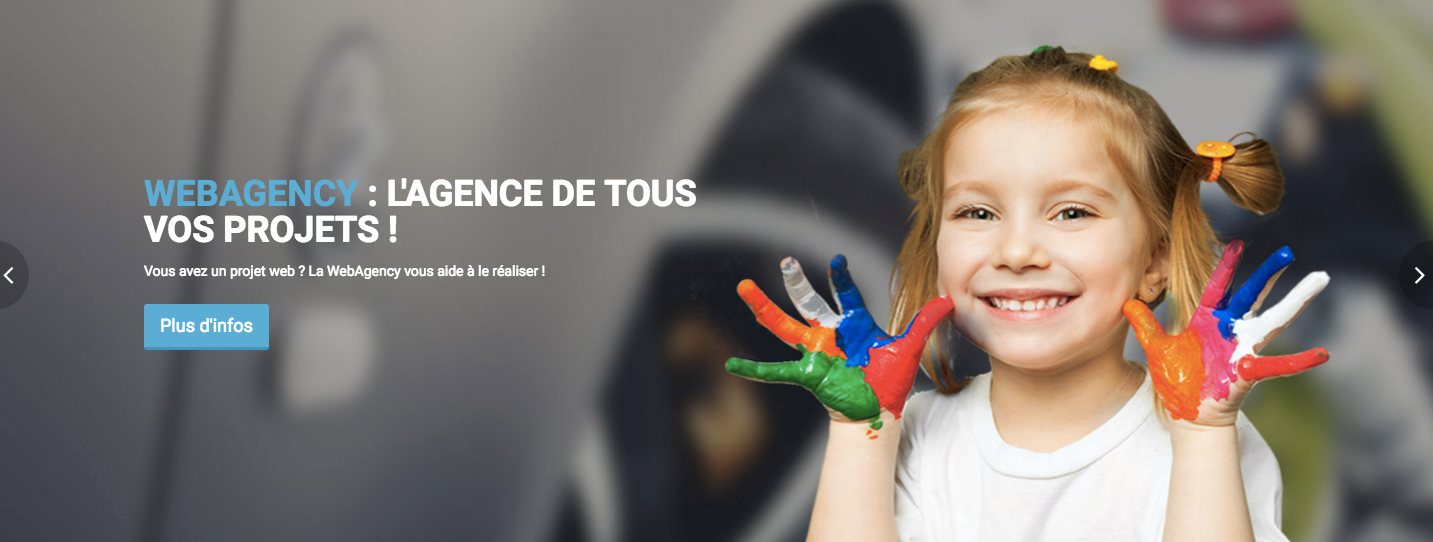 WEBAGENCY : L'AGENCE DE TOUS
VOS PROJETS !
Vous avez un projet web ? La WebAgency vous aide à le réaliser !
Plus d'infos